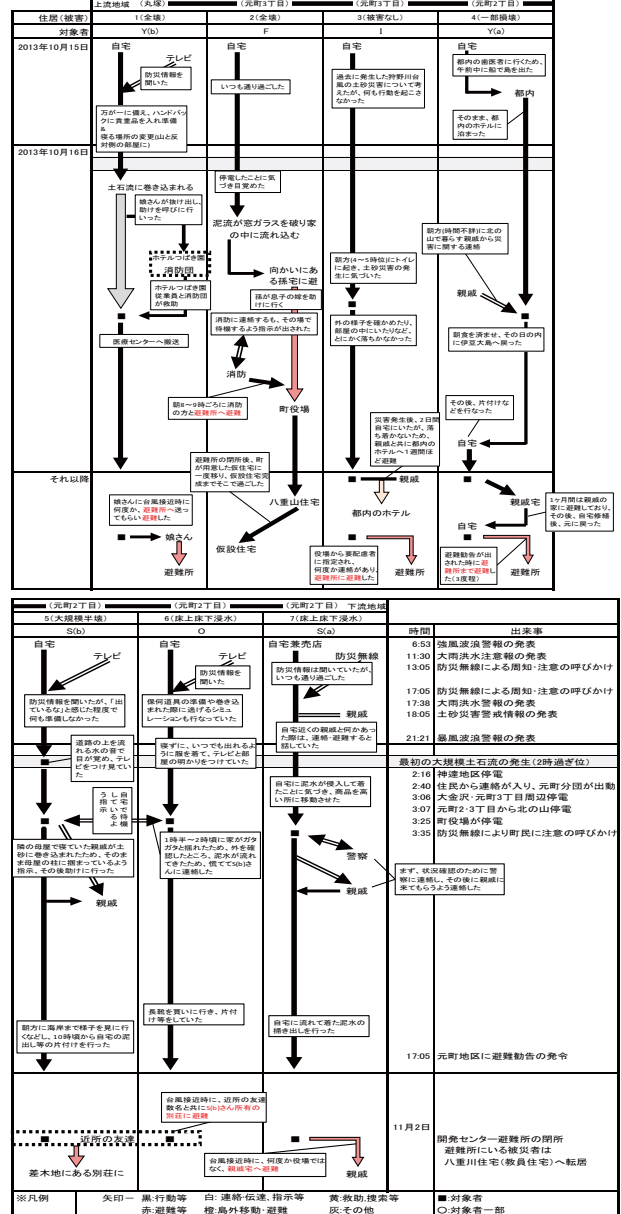 上流地域 (丸塚) (元町3丁目) (元町3丁目) (元町2丁目)
住居(被害) 1(全壊) 2(全壊) 3(被害なし) 4(一部損壊)
対象者 Y(b) F I Y(a)
2013年10月15日
自宅
テレビ
防災情報を
聞いた
万が一に備え、ハンドバッ
クに貴重品を入れ準備
&
寝る場所の変更(山と反
対側の部屋に)
自宅
いつも通り過ごした
自宅
過去に発生した狩野川台
風の土砂災害について考
えたが、何も行動を起こさ
なかった
自宅
都内の歯医者に行くため、
午前中に船で島を出た
都内
そのまま、都
内のホテルに
泊まった
2013年10月16日
土石流に巻き込まれる
娘さんが抜け出し、
助けを呼びに行
いった
ホテルつばき園
消防団
ホテルつばき園
従業員と消防団
が救助
医療センターへ搬送
停電したことに気
づき目覚めた
泥流が窓ガラスを破り家
の中に流れ込む
向かいにあ
る孫宅に避
孫が息子の嫁を助
けに行く
消防に連絡するも、その場で
待機するよう指示が出された
消防
朝8~9時ごろに消防
の方と避難所へ避難
町役場
朝方(4~5時位)にトイレ
に起き、土砂災害の発
生に気づいた
外の様子を確かめたり、
部屋の中にいたりなど、
とにかく落ちかなかった
災害発生後、2日間
自宅にいたが、落
ち着かないため、
親戚と共に都内の
ホテルへ1週間ほ
ど避難
朝方(時間不詳)に北の
山で暮らす親戚から災
害に関する連絡
親戚
朝食を済ませ、その日の内
に伊豆大島へ戻った
その後、片付けな
どを行なった
自宅
それ以降
娘さんに台風接近時に
何度か、避難所へ送っ
てもらい避難した
娘さん
避難所
避難所の閉所後、町
が用意した仮住宅に
一度移り、仮設住宅完
成までそこで過ごした
八重山住宅
仮設住宅
親戚
都内のホテル
役場から要配慮者
に指定され、
何度か連絡があり、
避難所に避難した
避難所
親戚宅
1ヶ月間は親戚の
家に避難しており、
その後、自宅修繕
後、元に戻った
自宅
避難勧告が出
された時に避
難所まで避難し
た(3度程)
避難所
(元町2丁目) (元町2丁目) (元町2丁目) 下流地域
5(大規模半壊) 6(床上床下浸水) 7(床上床下浸水)
S(b) O S(a) 時間 出来事
自宅
テレビ
防災情報を聞いたが、「出
ているな」と感じた程度で
何も準備しなかった
道路の上を流
れる水の音で
目が覚め、テレ
ビをつけ見てい
た
自宅で待機
うよ指示
隣の母屋で寝ていた親戚が土
砂に巻き込まれたため、そのま
ま母屋の柱に掴まっているよう
指示、その後助けに行った
親戚
朝方に海岸まで様子を見に行
くなどし、10時頃から自宅の泥
出し等の片付けを行った
自宅
テレビ
防災情報
を聞いた
保何道具の準備や巻き込
まれた際に逃げるシミュ
レーションも行なっていた
寝ずに、いつでも出れるよ
うに服を着て、テレビと部
屋の明かりをつけていた
1時半~2時頃に家がガタ
ガタと揺れたため、外を確
認したところ、泥水が流れ
てきたため、慌ててS(b)さ
んに連絡した
長靴を買いに行き、片付
け等をしていた
自宅兼売店
防災無線
防災情報は聞いていたが、
いつも通り過ごした
親戚
自宅近くの親戚と何かあっ
た際は、連絡・避難すると
話していた
自宅に泥水が侵入して着
たことに気づき、商品を高
い所に移動させた
警察
親戚
まず、状況確認のために警
察に連絡し、その後に親戚に
来てもらうよう連絡した
自宅に流れて着た泥水の
掃き出しを行った
6:53 強風波浪警報の発表
11:30 大雨洪水注意報の発表
13:05 防災無線による周知・注意の呼びかけ
17:05 防災無線による周知・注意の呼びかけ
17:38 大雨洪水警報の発表
18:05 土砂災害警戒情報の発表
21:21 暴風波浪警報の発表
最初の大規模土石流の発生(2時過ぎ位)
2:16 神達地区停電
2:40 住民から連絡が入り、元町分団が出動
3:06 大金沢・元町3丁目周辺停電
3:07 元町2・3丁目から北の山停電
3:25 町役場が停電
3:35 防災無線により町民に注意の呼びかけ
17:05 元町地区に避難勧告の発令
台風接近時に、近所の友達
数名と共にS(b)さん所有の
別荘に避難
近所の友達
差木地にある別荘に
台風接近時に、何度か役場では
なく、親戚宅へ避難
親戚
11月2日
開発センター避難所の閉所
避難所にいる被災者は
八重川住宅(教員住宅)へ転居
※凡例 矢印ー 黒:行動等 白: 連絡・伝達、指示等 黄:救助,捜索等 ■:対象者
赤:避難等 橙:島外移動・避難 灰:その他 〇:対象者一部